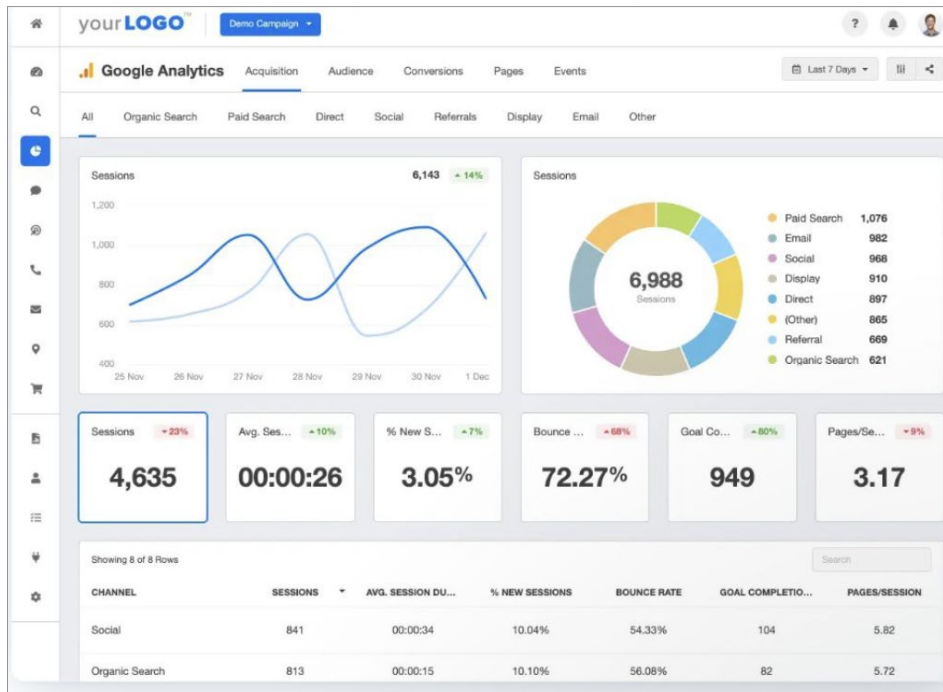 yourLOGO™ Demo Campaign ?
Google Analytics Acquisition Audience Conversions Pages Events Last 7 Days
All Organic Search Paid Search Direct Social Referrals Display Email Other
Sessions 6,143 14%
1,200
1,000
800
600
400
25 Nov 26 Nov 27 Nov 28 Nov 29 Nov 30 Nov 1 Dec
Sessions
6,988
Sessions
Paid Search 1,076
Email 982
Social 968
Display 910
Direct 897
(Other) 865
Referral 669
Organic Search 621
Sessions 23%
4,635
Avg. Ses... 10%
00:00:26
% New S... 7%
3.05%
Bounce ... 68%
72.27%
Goal Co... 80%
949
Pages/Se... 9%
3.17
Showing 8 of 8 Rows Search
CHANNEL SESSIONS AVG. SESSION DU... % NEW SESSIONS BOUNCE RATE GOAL COMPLETIO... PAGES/SESSION
Social 841 00:00:34 10.04% 54.33% 104 5.82
Organic Search 813 00:00:15 10.10% 56.08% 82 5.72